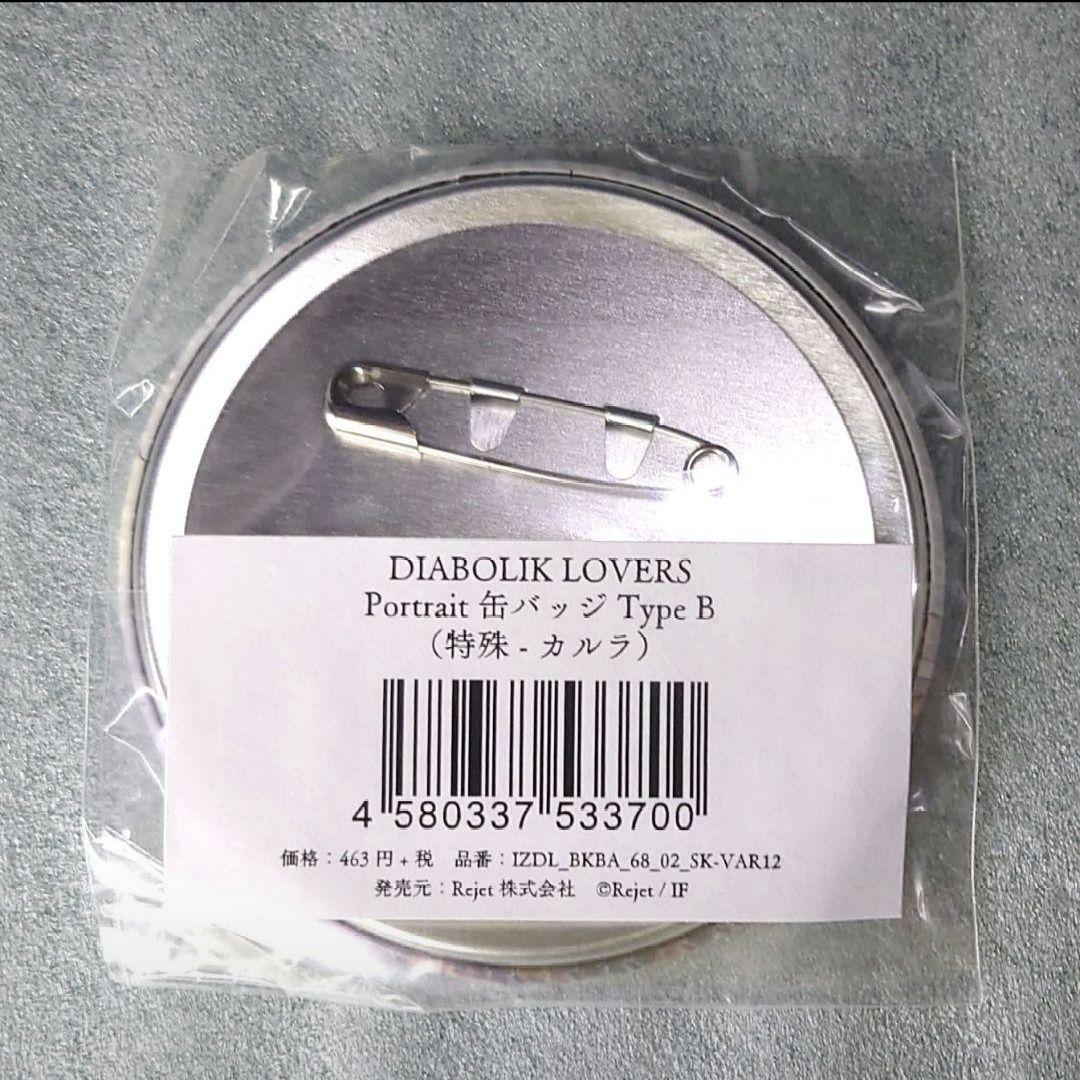 DIABOLIK LOVERS
Portrait 缶バッジ Type B
（特殊 - カルラ）
4 580337 533700
価格：463 円 + 税　品番：IZDL_BKBA_68_02_SK-VAR12
発売元：Rejet 株式会社　©Rejet / IF